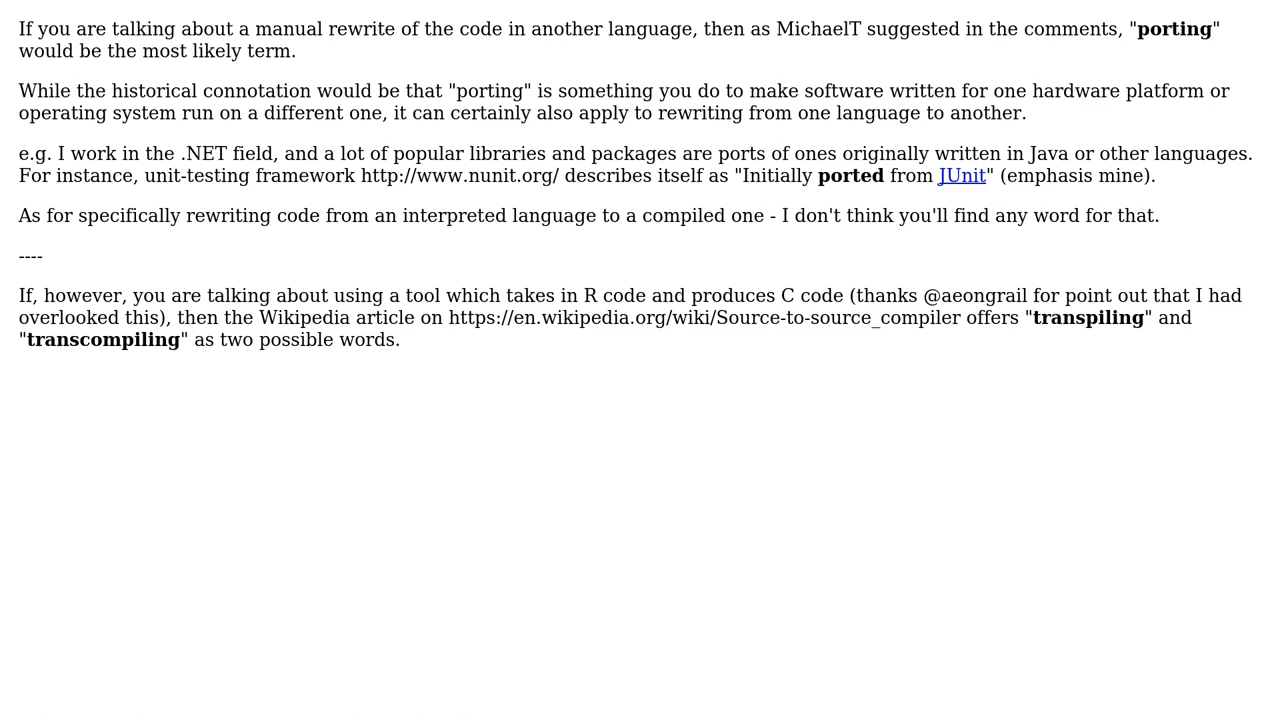 If you are talking about a manual rewrite of the code in another language, then as MichaelT suggested in the comments, "porting"
would be the most likely term.
While the historical connotation would be that "porting" is something you do to make software written for one hardware platform or
operating system run on a different one, it can certainly also apply to rewriting from one language to another.
e.g. I work in the .NET field, and a lot of popular libraries and packages are ports of ones originally written in Java or other languages.
For instance, unit-testing framework http://www.nunit.org/ describes itself as "Initially ported from JUnit" (emphasis mine).
As for specifically rewriting code from an interpreted language to a compiled one - I don't think you'll find any word for that.
----
If, however, you are talking about using a tool which takes in R code and produces C code (thanks @aeongrail for point out that I had
overlooked this), then the Wikipedia article on https://en.wikipedia.org/wiki/Source-to-source_compiler offers "transpiling" and
"transcompiling" as two possible words.